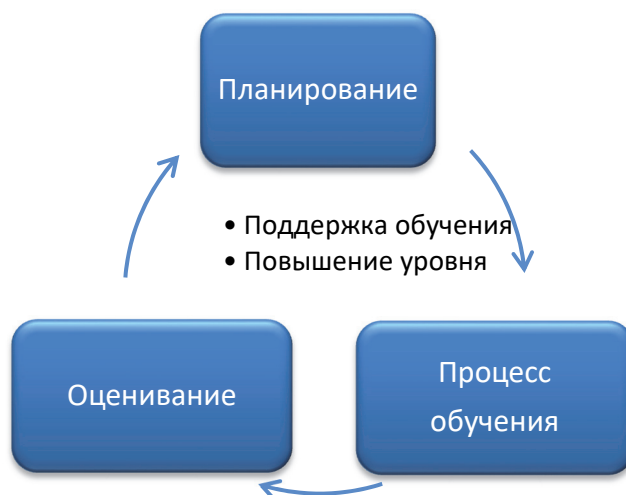 Планирование
• Поддержка обучения
• Повышение уровня
Оценивание
Процесс
обучения